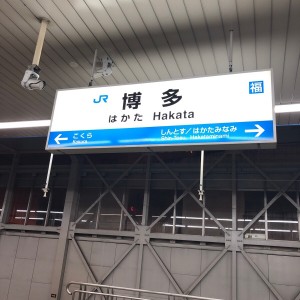 JR 博多 福
はかた Hakata
こくら しんとす/はかたみなみ
Kokura Shin-Tosu / Hakataminami